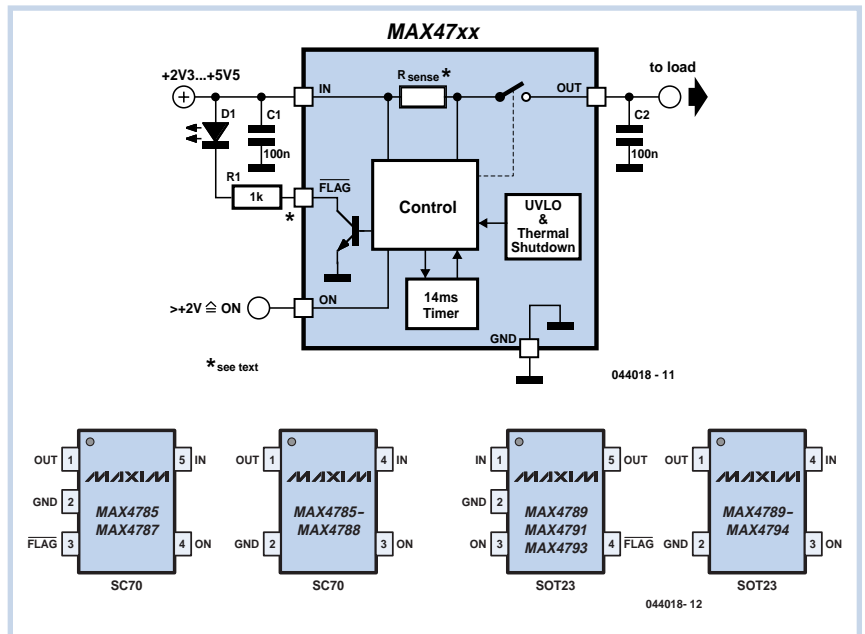 MAX47xx
+2V3...+5V5
D1
C1
100n
R1
1k
*
IN
R sense *
OUT
to load
C2
100n
FLAG
Control
UVLO
&
Thermal
Shutdown
14ms
Timer
>+2V ≙ ON
ON
GND
* see text
044018 - 11
OUT 1
GND 2
FLAG 3
5 IN
4 ON
MAXIM
MAX4785
MAX4787
SC70
OUT 1
GND 2
4 IN
3 ON
MAXIM
MAX4785–
MAX4788
SC70
IN 1
GND 2
ON 3
5 OUT
4 FLAG
MAXIM
MAX4789
MAX4791
MAX4793
SOT23
OUT 1
GND 2
4 IN
3 ON
MAXIM
MAX4789–
MAX4794
SOT23
044018- 12